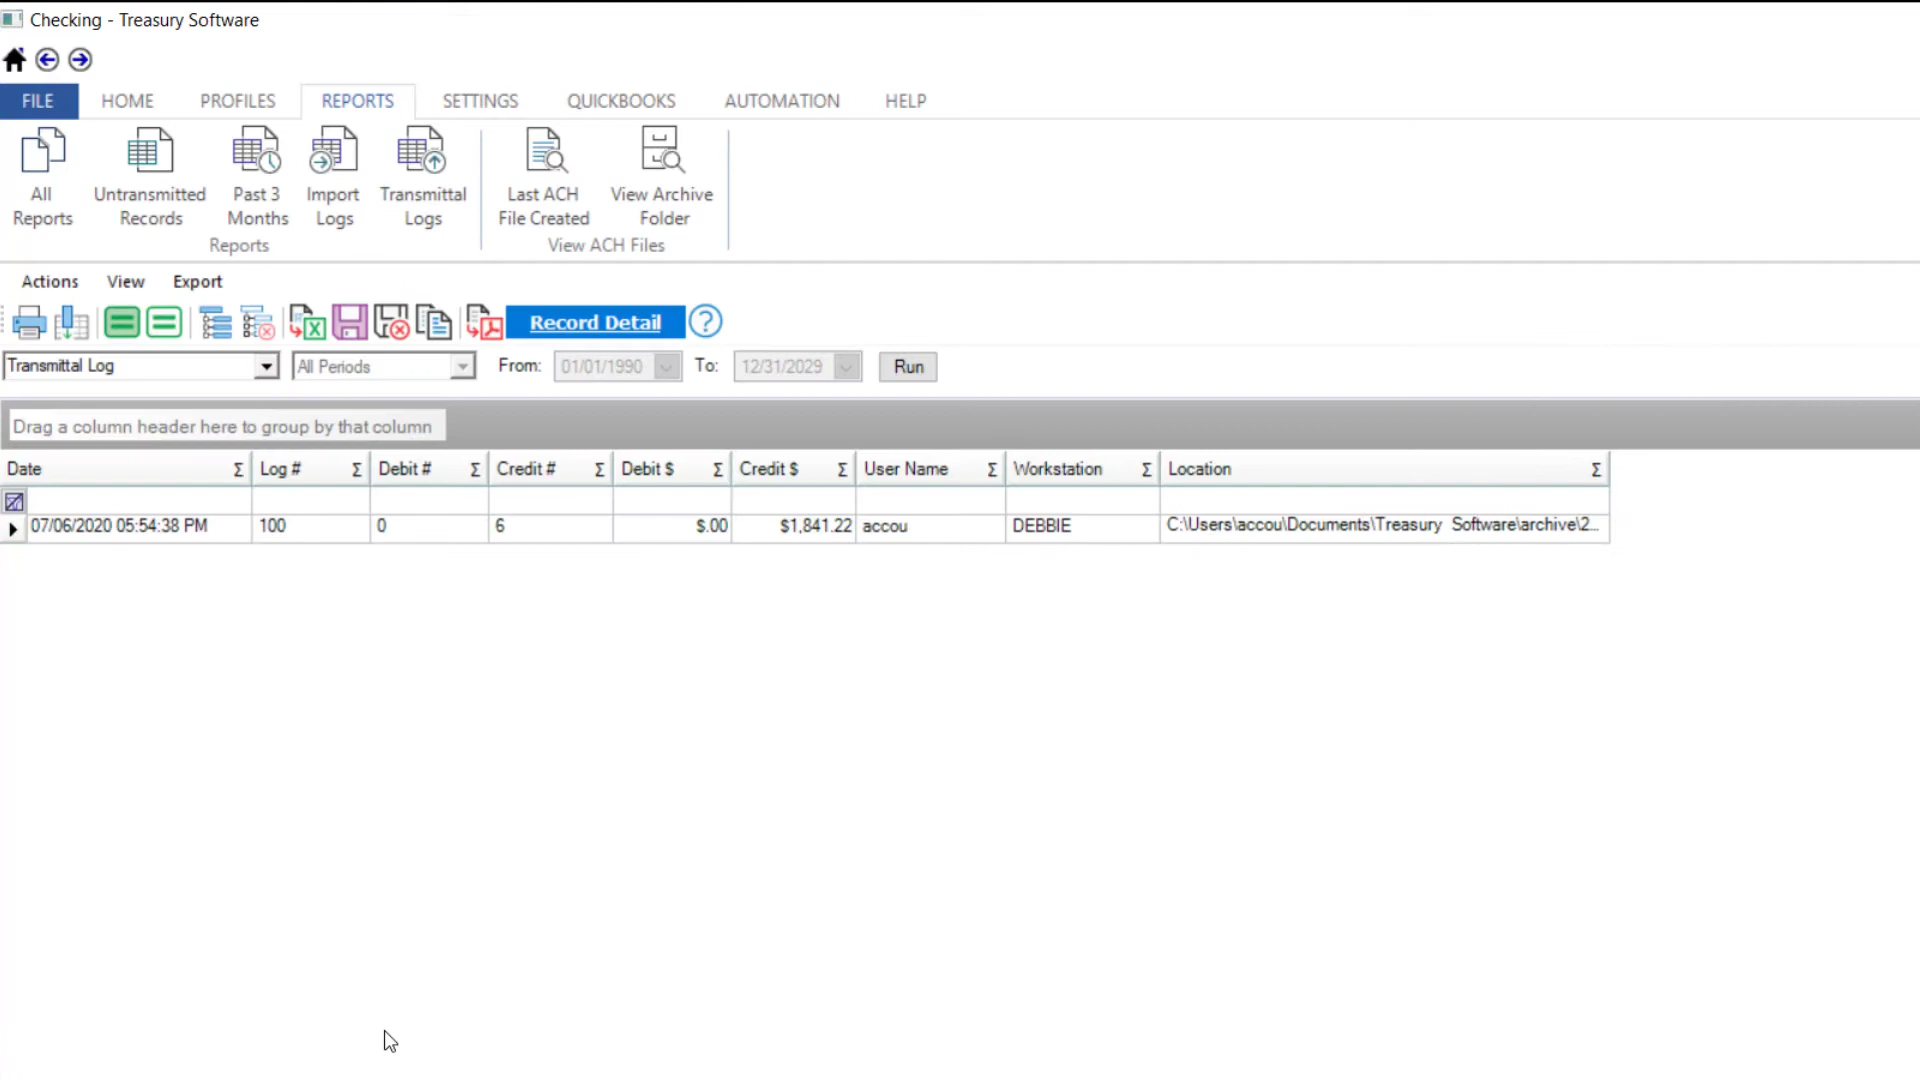 Checking - Treasury Software
FILE HOME PROFILES REPORTS SETTINGS QUICKBOOKS AUTOMATION HELP
All Reports
Untransmitted Records
Past 3 Months
Import Logs
Transmittal Logs
Last ACH File Created
View Archive Folder
Reports
View ACH Files
Actions View Export
Record Detail ?
Transmittal Log All Periods From: 01/01/1990 To: 12/31/2029 Run
Drag a column header here to group by that column
Date Σ Log # Σ Debit # Σ Credit # Σ Debit $ Σ Credit $ Σ User Name Σ Workstation Σ Location Σ
07/06/2020 05:54:38 PM 100 0 6 $.00 $1,841.22 accou DEBBIE C:\Users\accou\Documents\Treasury Software\archive\2...